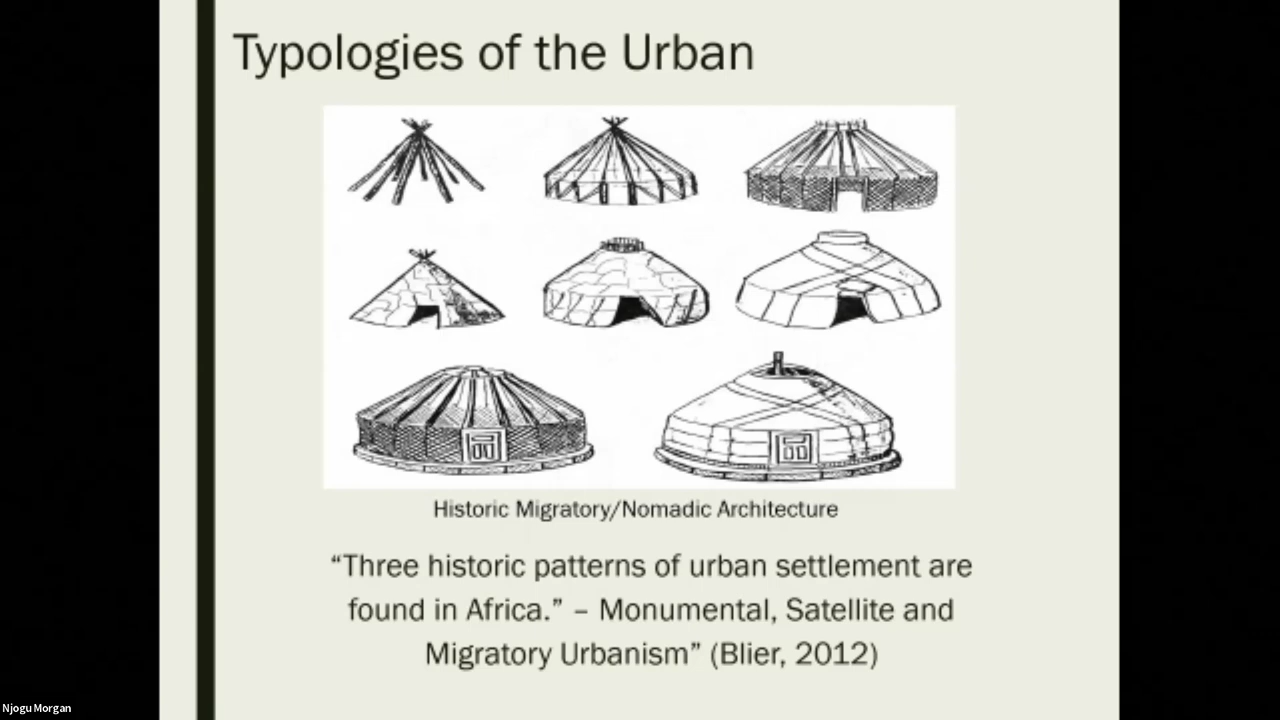 Typologies of the Urban
Historic Migratory/Nomadic Architecture
“Three historic patterns of urban settlement are
found in Africa.” – Monumental, Satellite and
Migratory Urbanism” (Blier, 2012)
Njogu Morgan